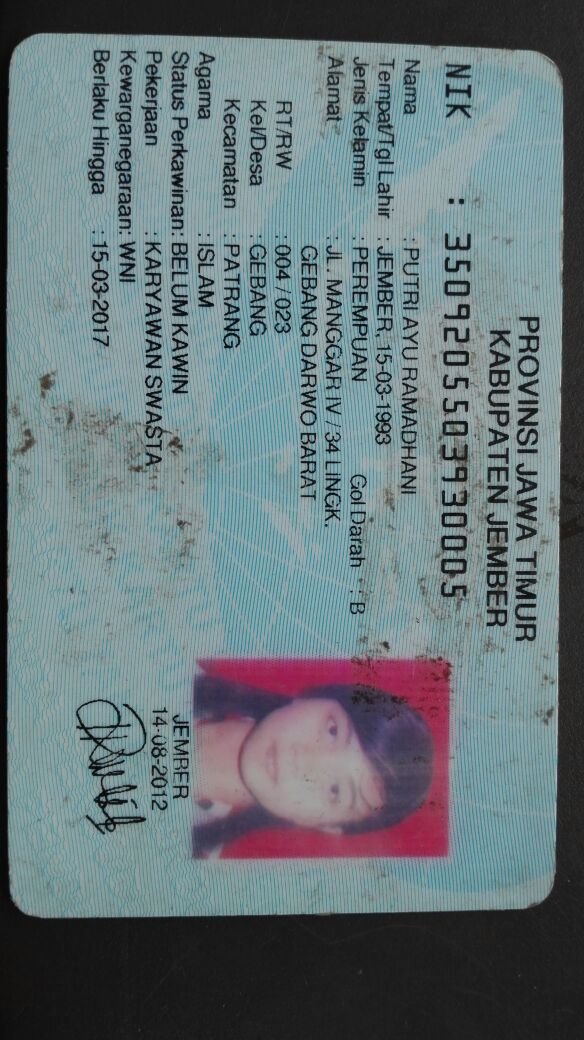 PROVINSI JAWA TIMUR
KABUPATEN JEMBER
NIK : 3509205503930005
Nama : PUTRI AYU RAMADHANI
Tempat/Tgl Lahir : JEMBER, 15-03-1993
Jenis Kelamin : PEREMPUAN Gol Darah : B
Alamat : JL. MANGGAR IV / 34 LINGK.
GEBANG DARWO BARAT
RT/RW : 004 / 023
Kel/Desa : GEBANG
Kecamatan : PATRANG
Agama : ISLAM
Status Perkawinan: BELUM KAWIN
Pekerjaan : KARYAWAN SWASTA
Kewarganegaraan: WNI
Berlaku Hingga : 15-03-2017
JEMBER
14-08-2012